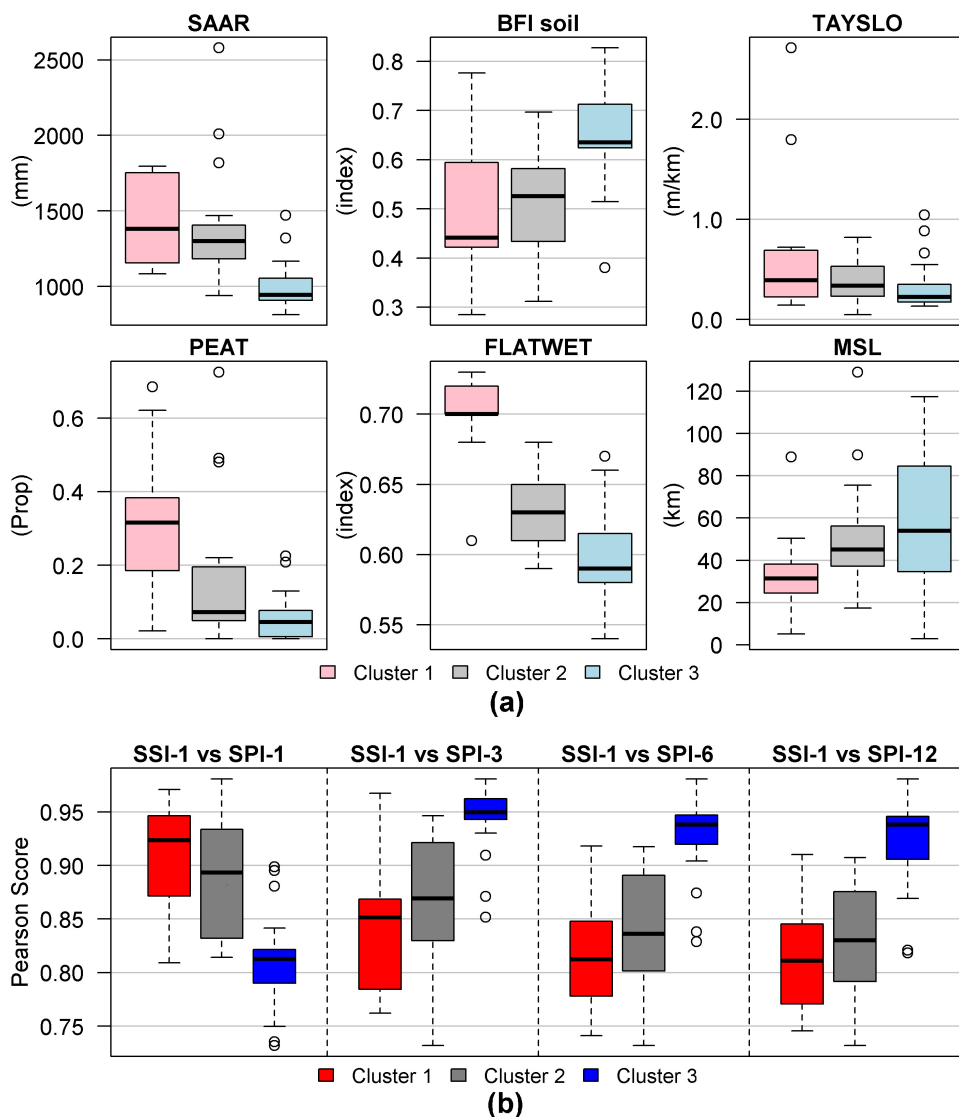 (a)
SAAR
BFI soil
TAYSLO
(mm)
2500
2000
1500
1000
(index)
0.8
0.7
0.6
0.5
0.4
0.3
(m/km)
2.0
1.0
0.0
PEAT
FLATWET
MSL
(Prop)
0.6
0.4
0.2
0.0
(index)
0.70
0.65
0.60
0.55
(km)
120
100
80
60
40
20
0
Cluster 1 Cluster 2 Cluster 3
(a)
SSI-1 vs SPI-1 SSI-1 vs SPI-3 SSI-1 vs SPI-6 SSI-1 vs SPI-12
Pearson Score
0.95
0.90
0.85
0.80
0.75
Cluster 1 Cluster 2 Cluster 3
(b)